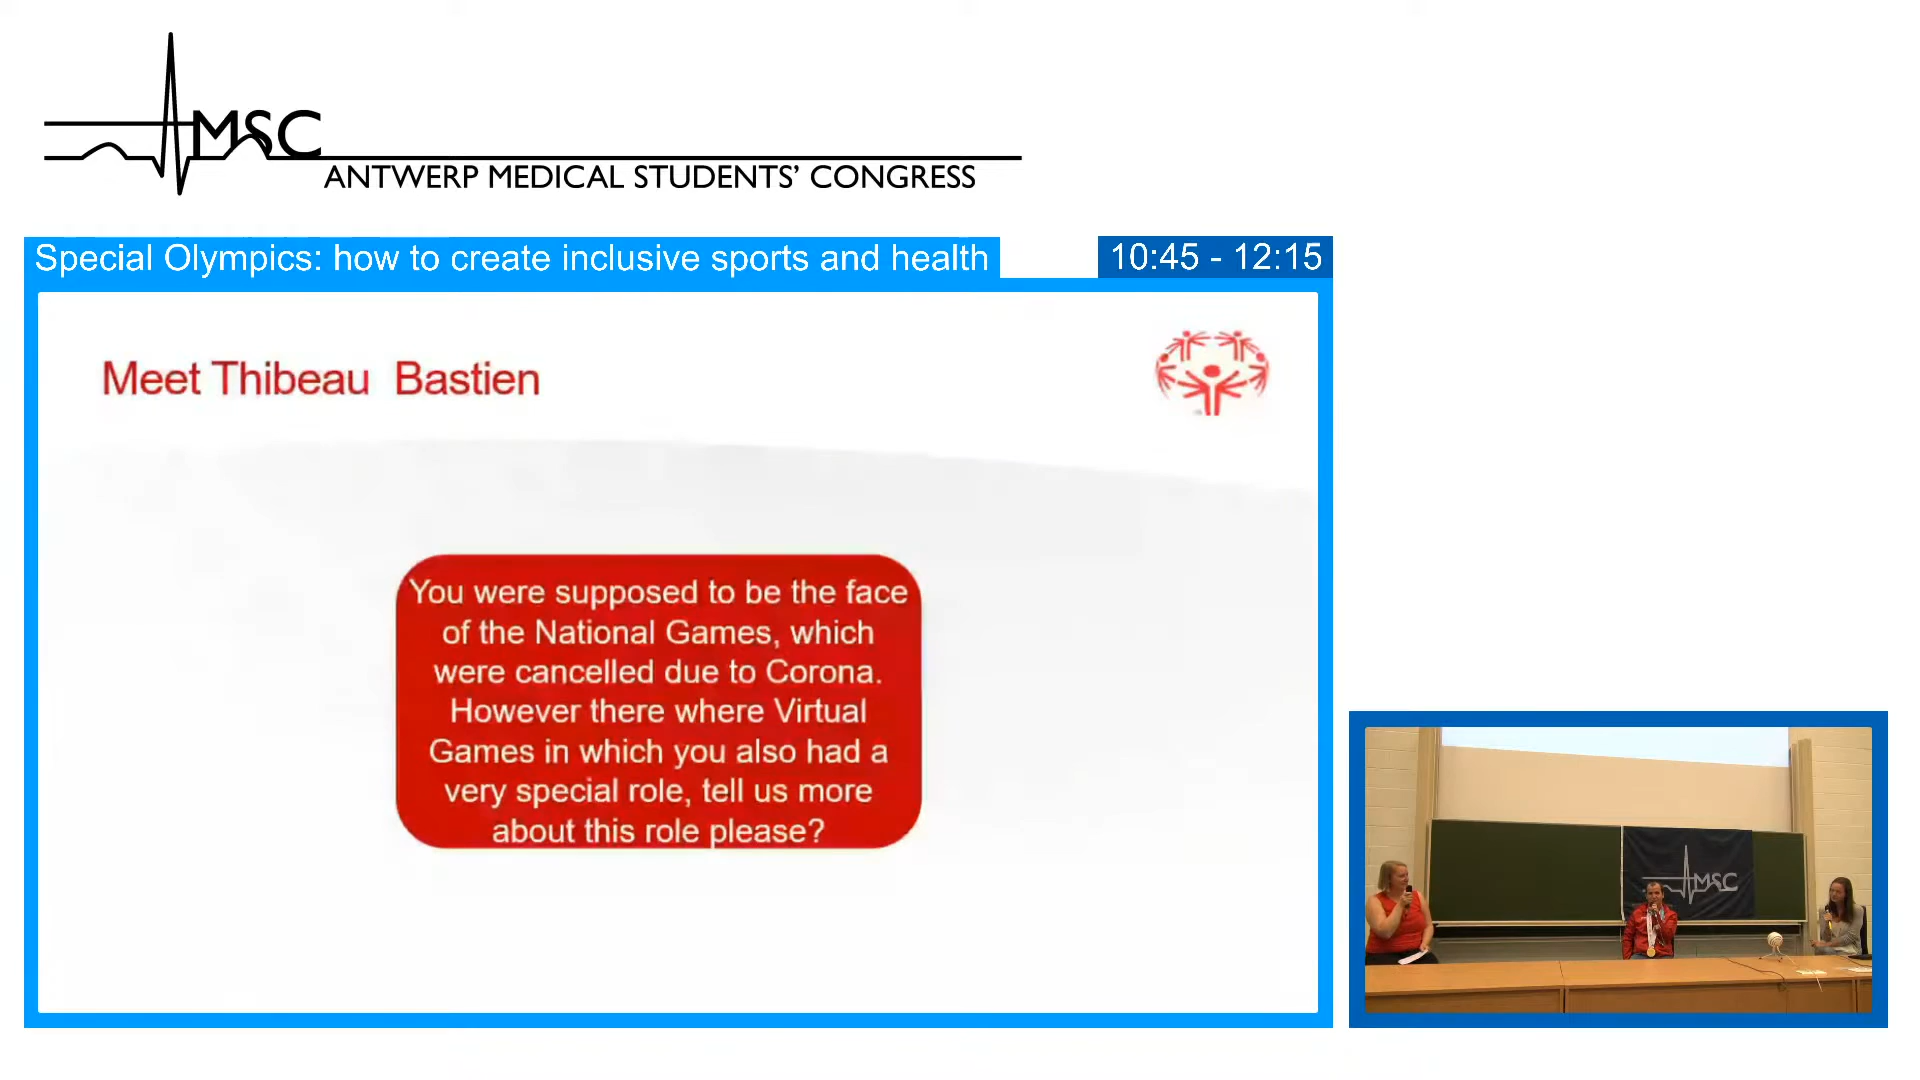 AMSC
ANTWERP MEDICAL STUDENTS' CONGRESS
Special Olympics: how to create inclusive sports and health
10:45 - 12:15
Meet Thibeau Bastien
You were supposed to be the face
of the National Games, which
were cancelled due to Corona.
However there where Virtual
Games in which you also had a
very special role, tell us more
about this role please?
AMSC